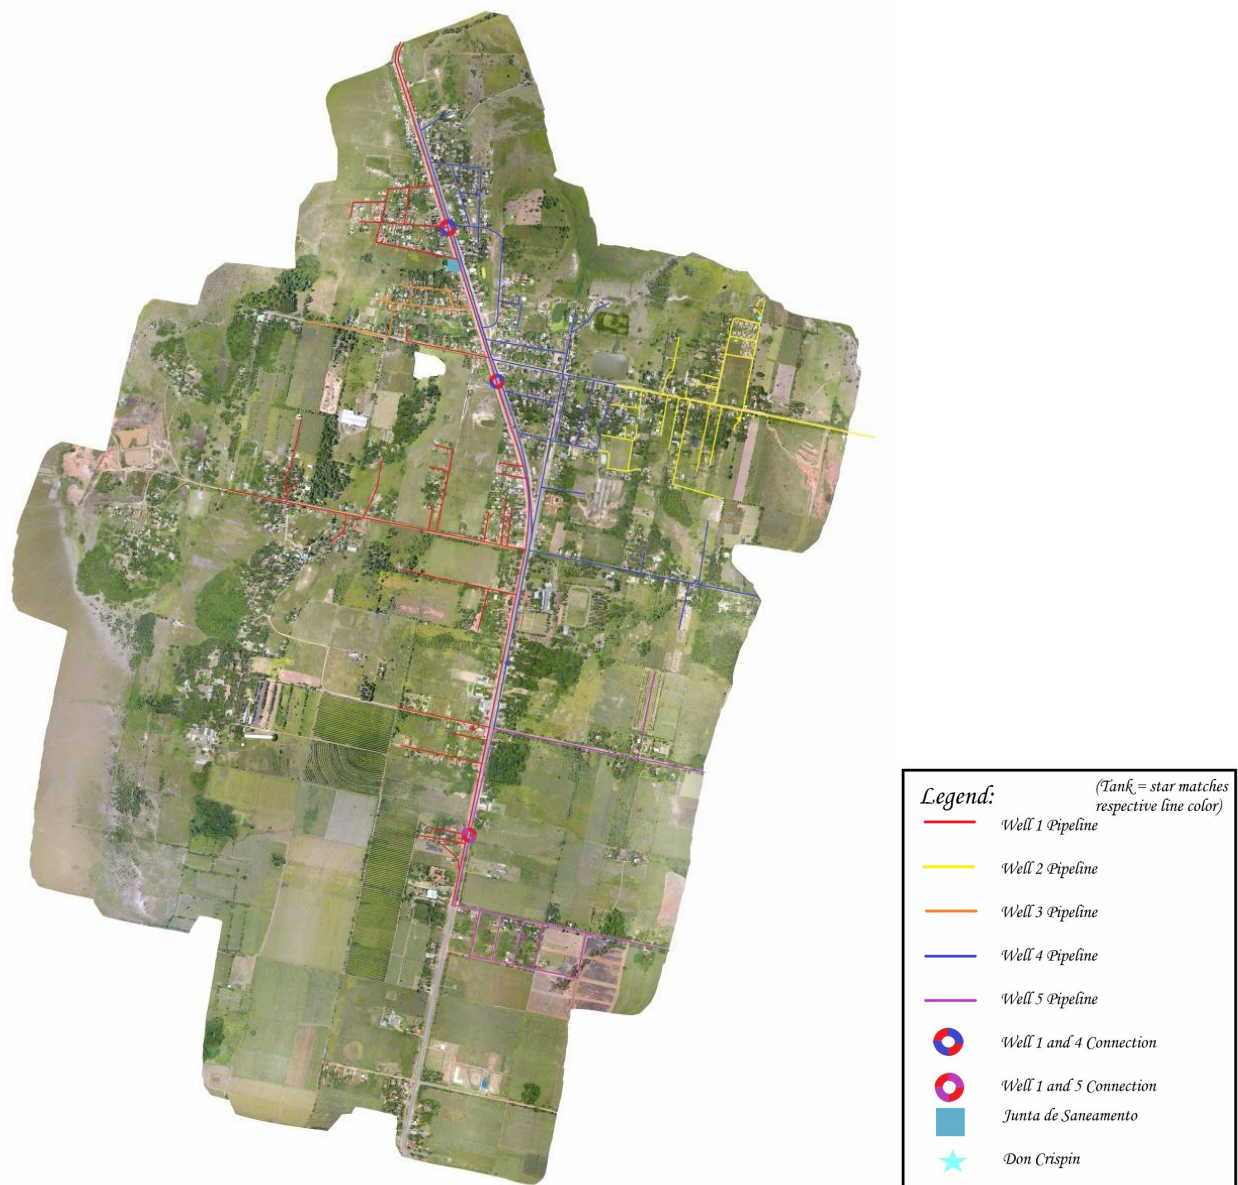 Legend:
(Tank = star matches
respective line color)
Well 1 Pipeline
Well 2 Pipeline
Well 3 Pipeline
Well 4 Pipeline
Well 5 Pipeline
Well 1 and 4 Connection
Well 1 and 5 Connection
Junta de Saneamento
Don Crispin